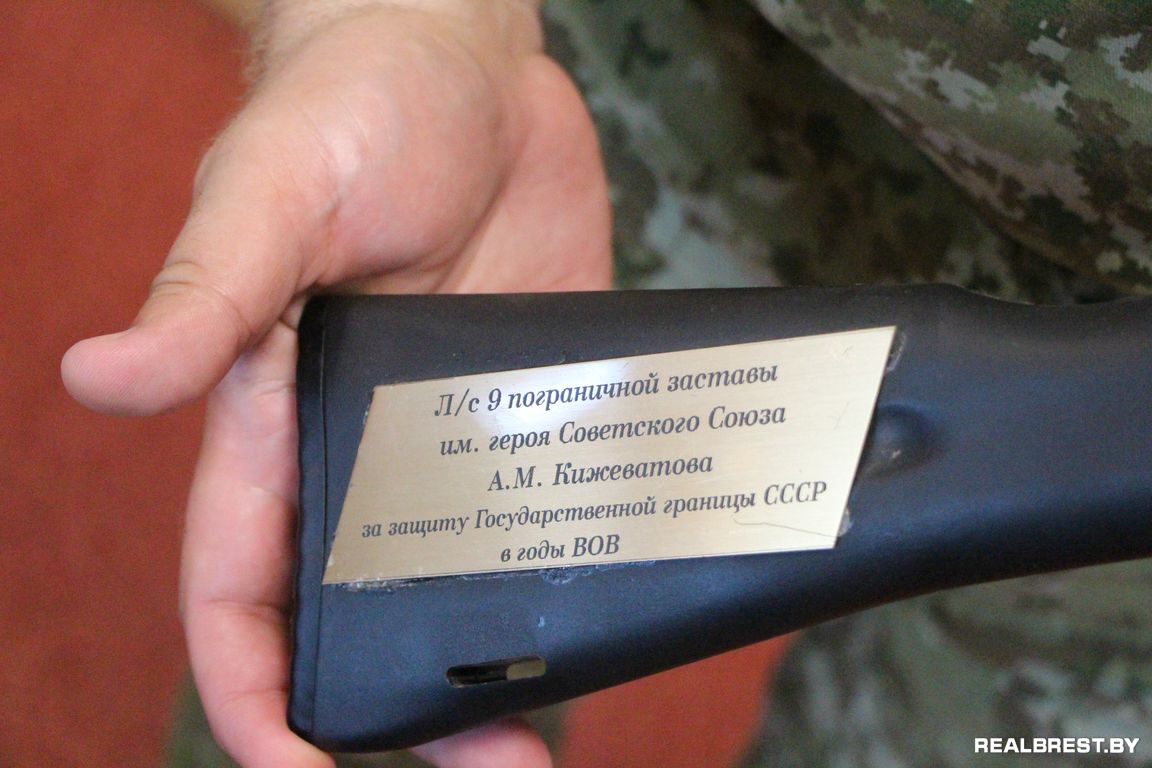 Л/с 9 пограничной заставы
им. героя Советского Союза
А.М. Кижеватова
за защиту Государственной границы СССР
в годы ВОВ
REALBREST.BY